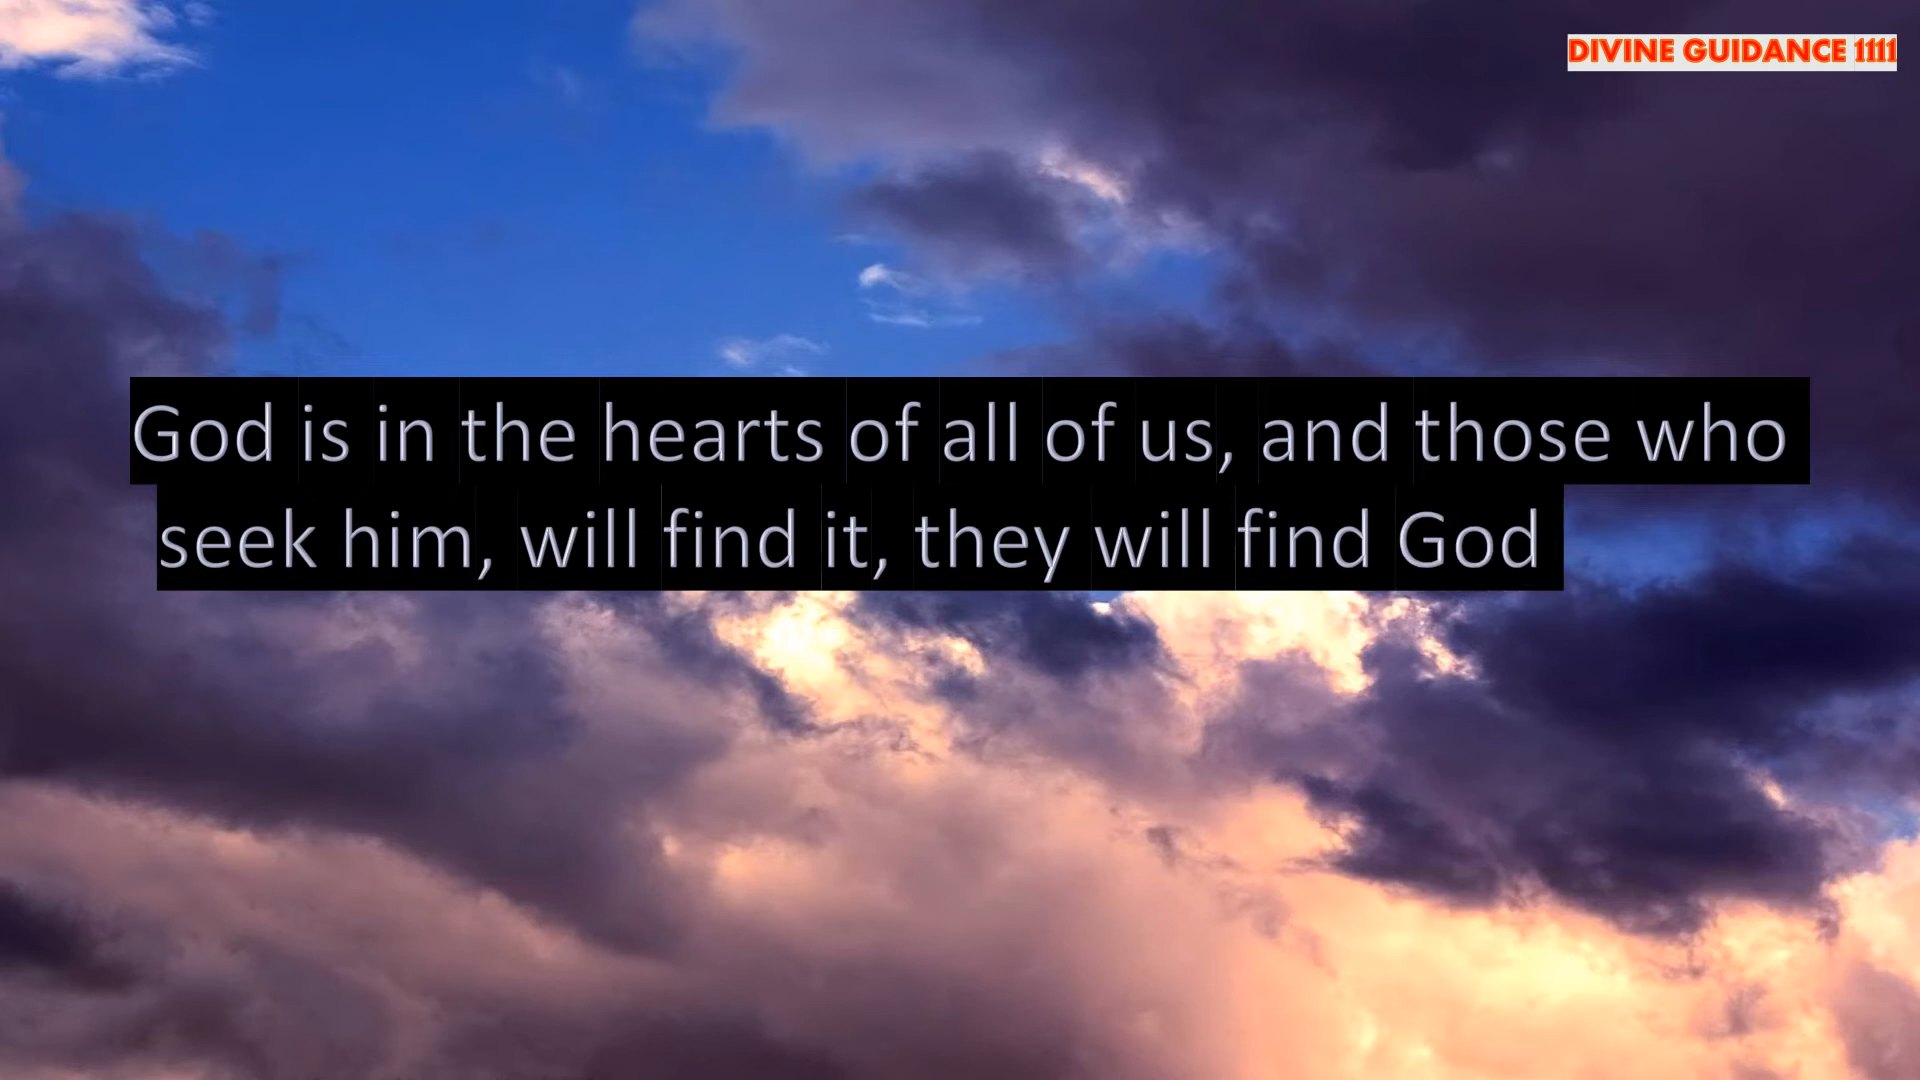 DIVINE GUIDANCE 1111
God is in the hearts of all of us, and those who
seek him, will find it, they will find God